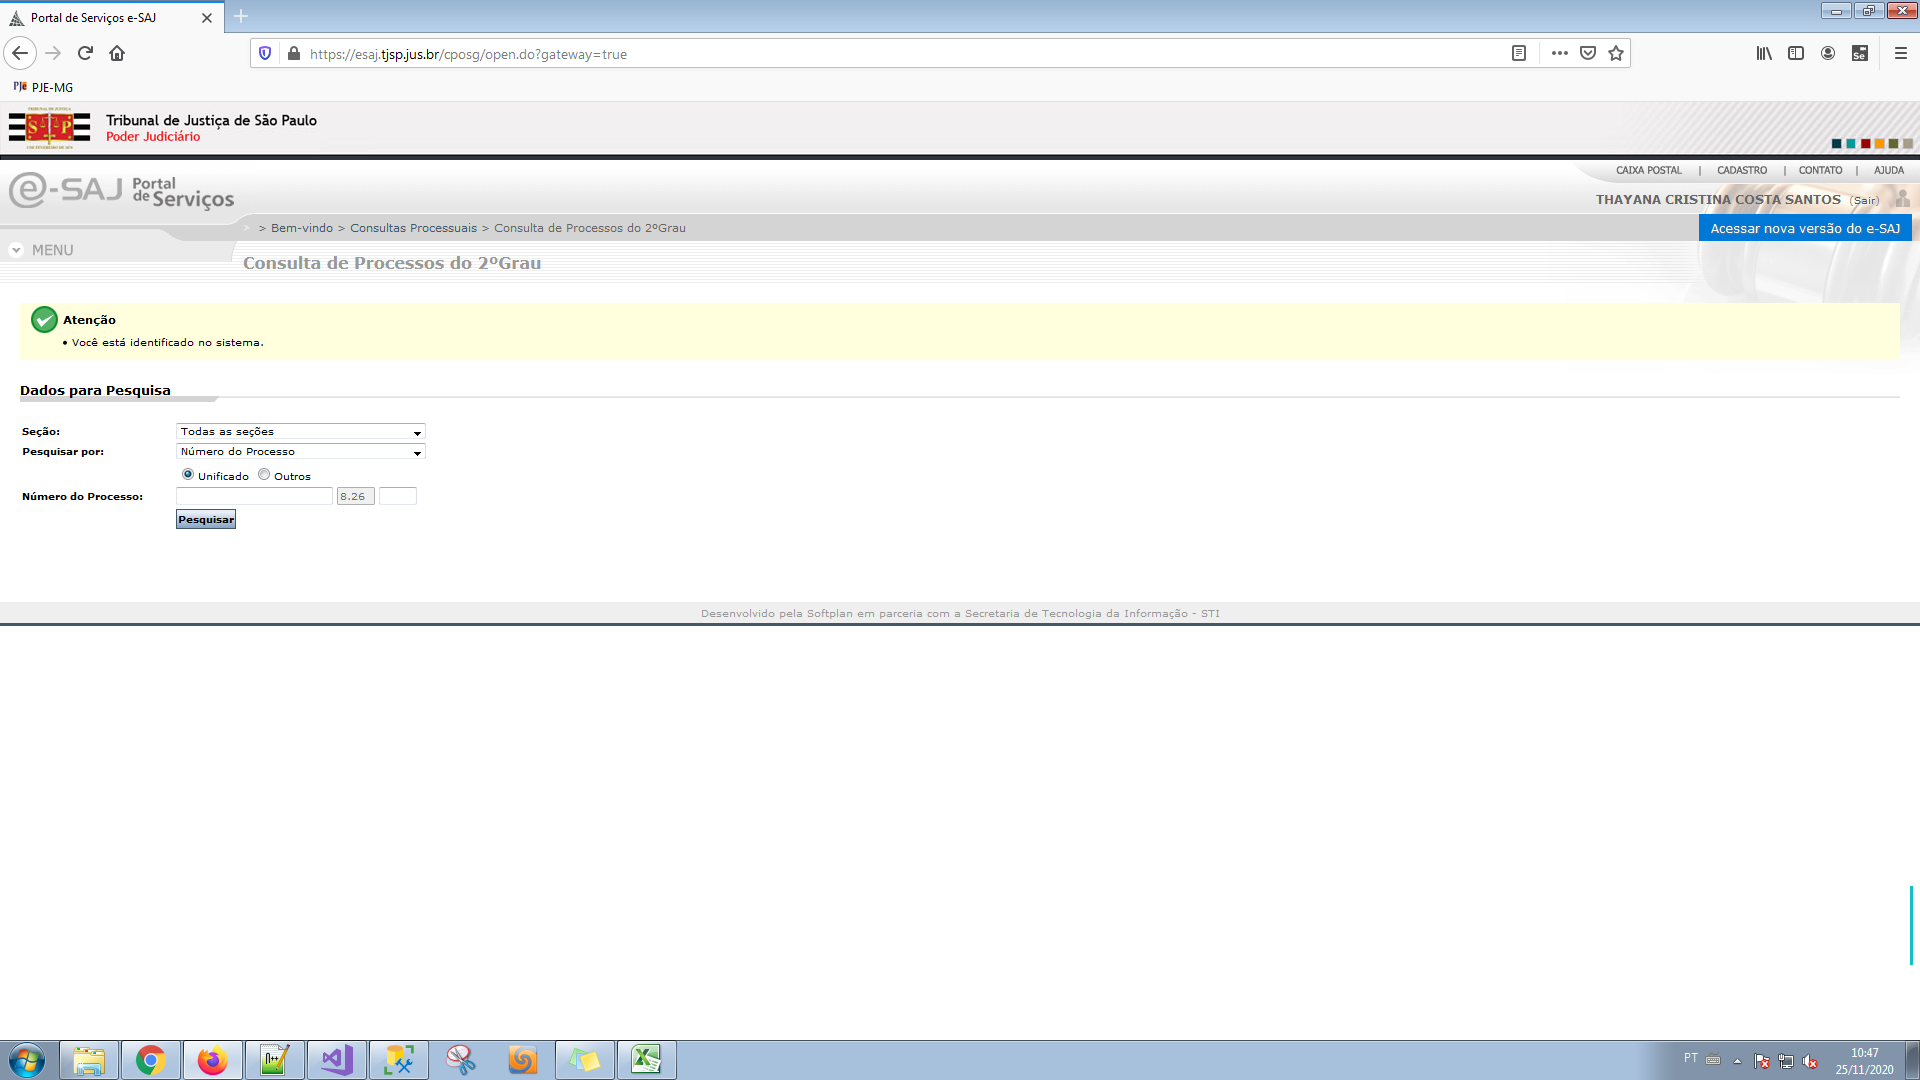 Portal de Serviços e-SAJ
https://esaj.tjsp.jus.br/cposg/open.do?gateway=true
PJE-MG
Tribunal de Justiça de São Paulo
Poder Judiciário
CAIXA POSTAL | CADASTRO | CONTATO | AJUDA
e-SAJ Portal de Serviços
THAYANA CRISTINA COSTA SANTOS (Sair)
> Bem-vindo > Consultas Processuais > Consulta de Processos do 2ºGrau
Acessar nova versão do e-SAJ
MENU
Consulta de Processos do 2ºGrau
Atenção
• Você está identificado no sistema.
Dados para Pesquisa
Seção: Todas as seções
Pesquisar por: Número do Processo
Unificado Outros
Número do Processo: 8.26
Pesquisar
Desenvolvido pela Softplan em parceria com a Secretaria de Tecnologia da Informação - STI
PT
10:47
25/11/2020